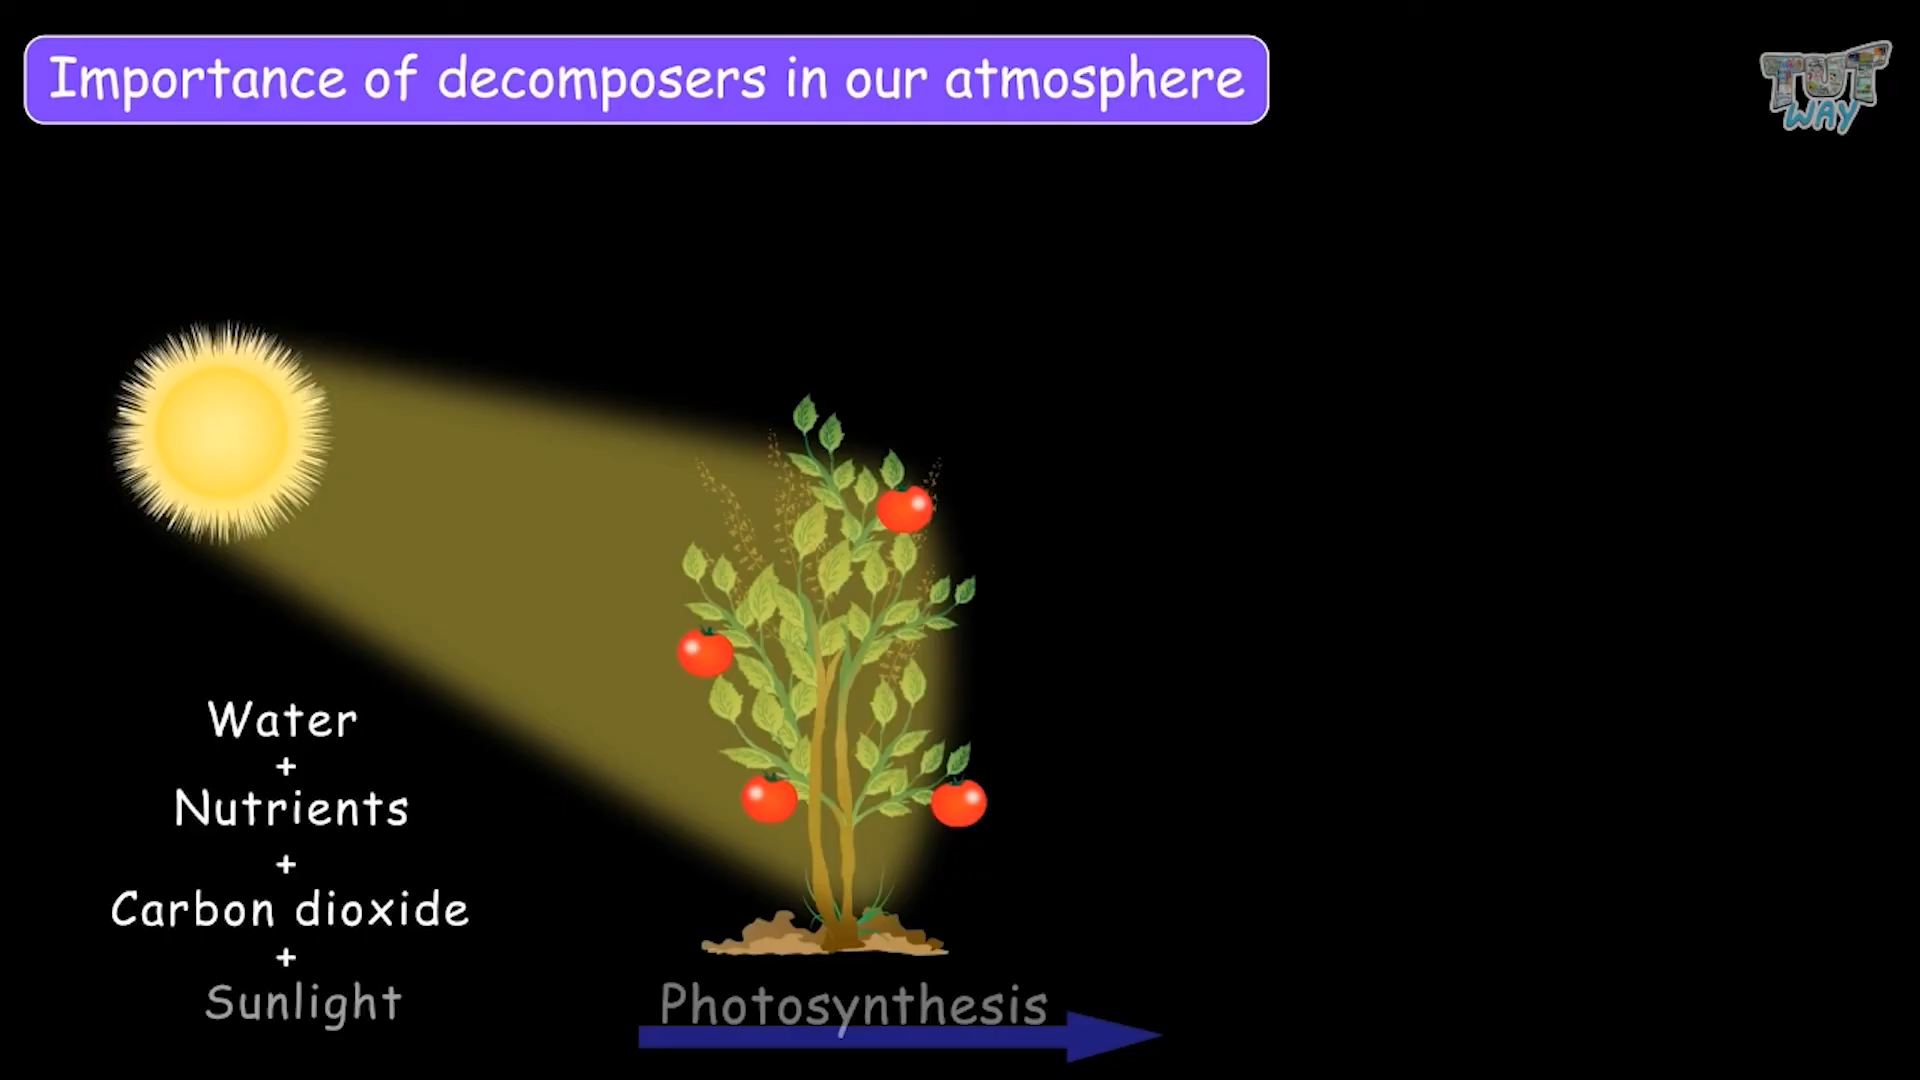 Importance of decomposers in our atmosphere
TUT
WAY
Water
+
Nutrients
+
Carbon dioxide
+
Sunlight
Photosynthesis